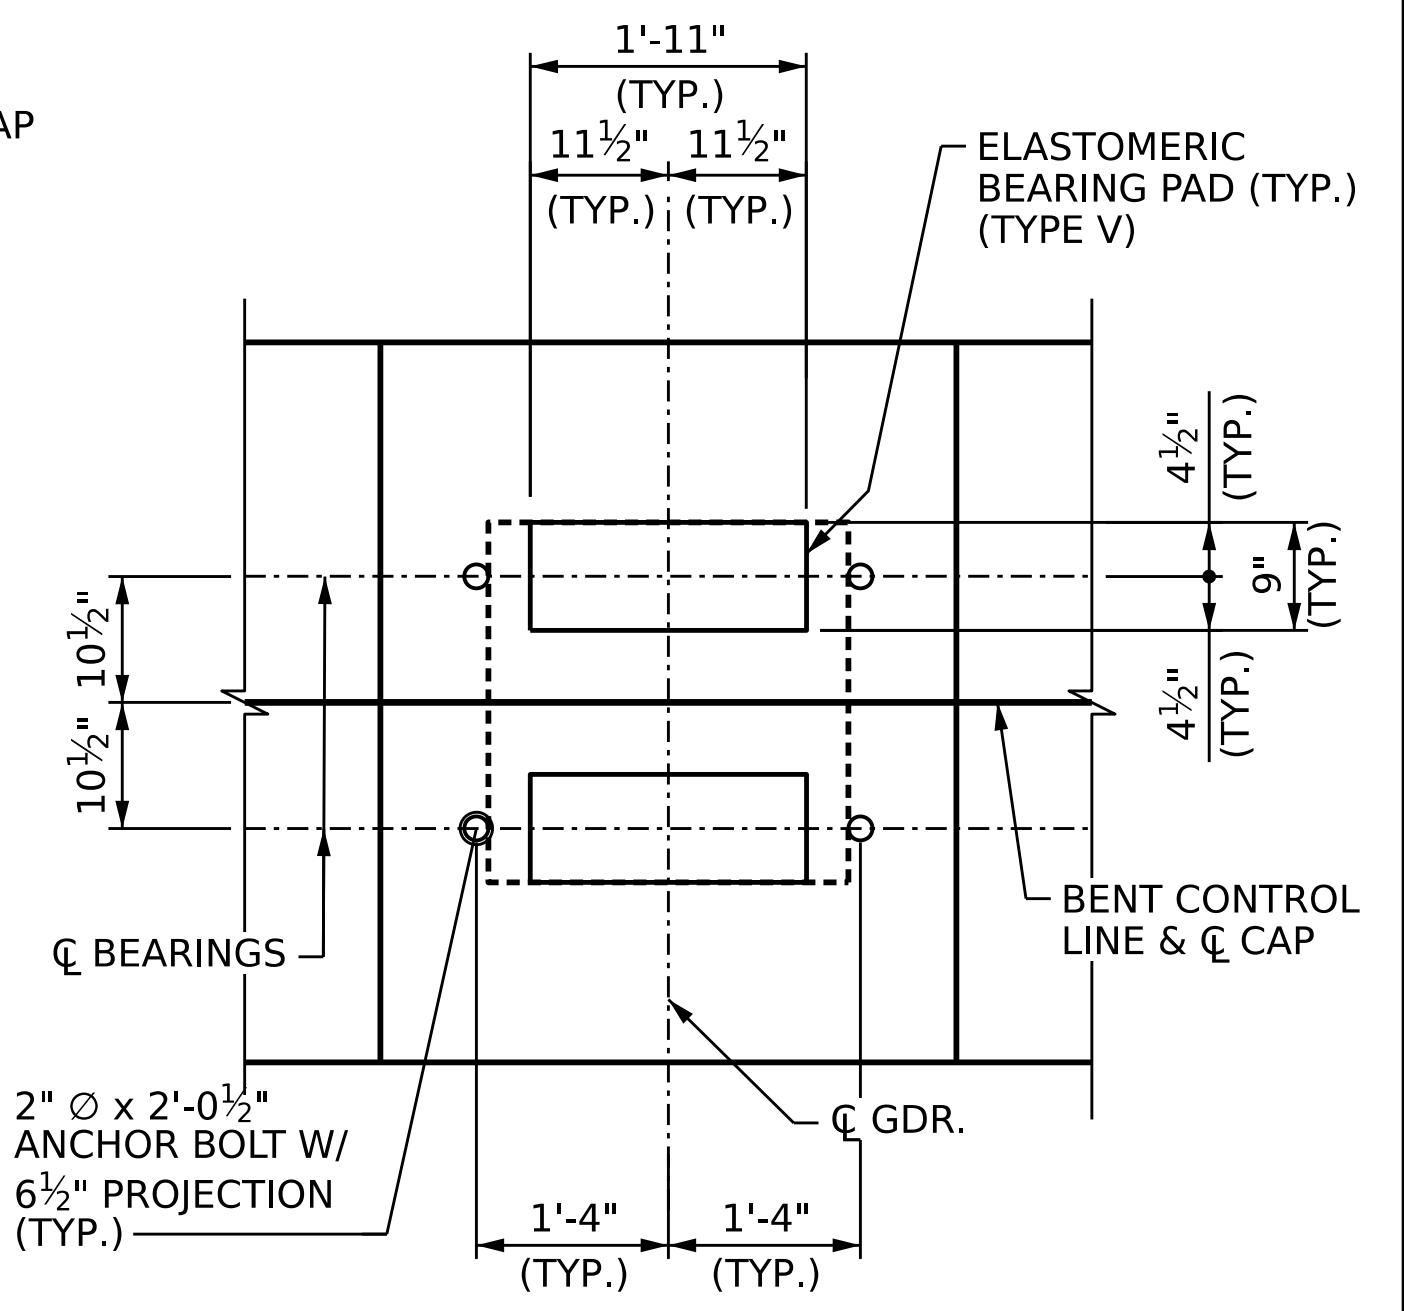 1'-11"
(TYP.)
AP
11½" 11½"
(TYP.) (TYP.)
ELASTOMERIC
BEARING PAD (TYP.)
(TYPE V)
4½"
(TYP.)
9"
(TYP.)
4½"
(TYP.)
10½"
10½"
℄ BEARINGS
BENT CONTROL
LINE & ℄ CAP
2" ∅ x 2'-0½"
ANCHOR BOLT W/
6½" PROJECTION
(TYP.)
℄ GDR.
1'-4" 1'-4"
(TYP.) (TYP.)